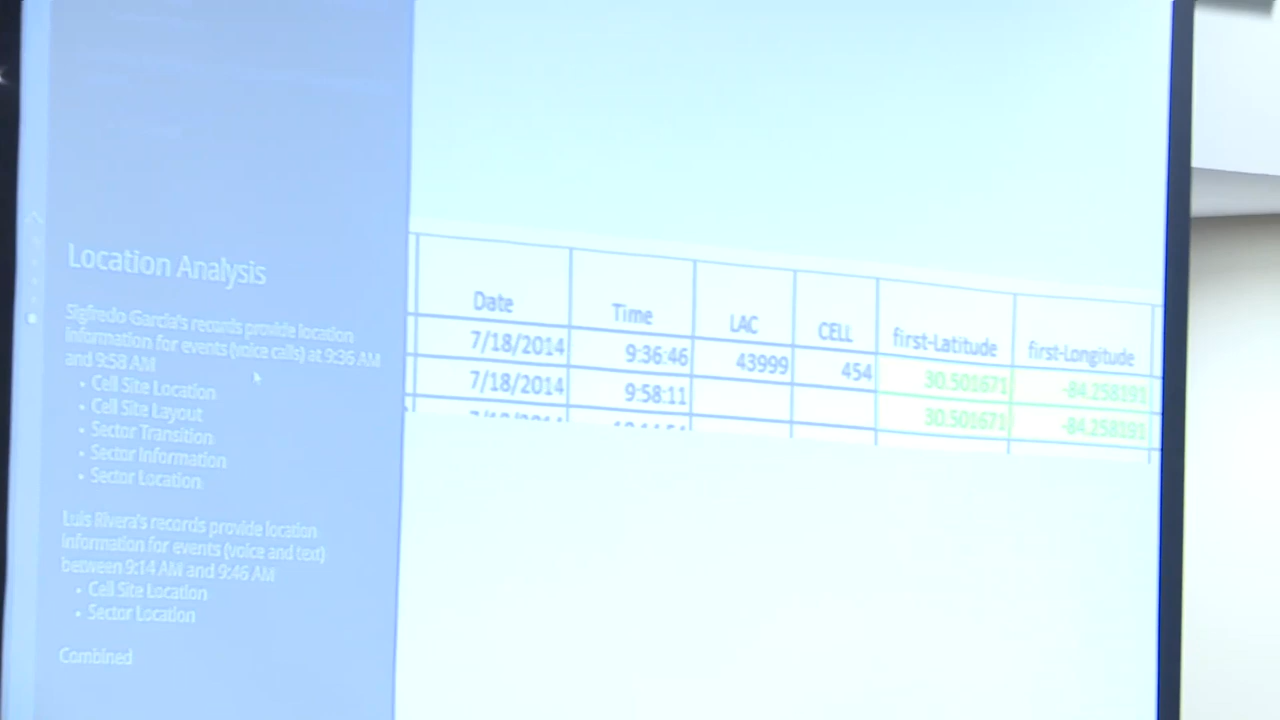 Location Analysis
Sigfredo Garcia's records provide location
information for events (voice calls) at 9:36 AM
and 9:58 AM
• Cell Site Location
• Cell Site Layout
• Sector Transition
• Sector Information
• Sector Location
Luis Rivera's records provide location
information for events (voice and text)
between 9:14 AM and 9:46 AM
• Cell Site Location
• Sector Location
Combined
Date Time LAC CELL first-Latitude first-Longitude
7/18/2014 9:36:46 43999 454 30.501671 -84.258191
7/18/2014 9:58:11 30.501671 -84.258191